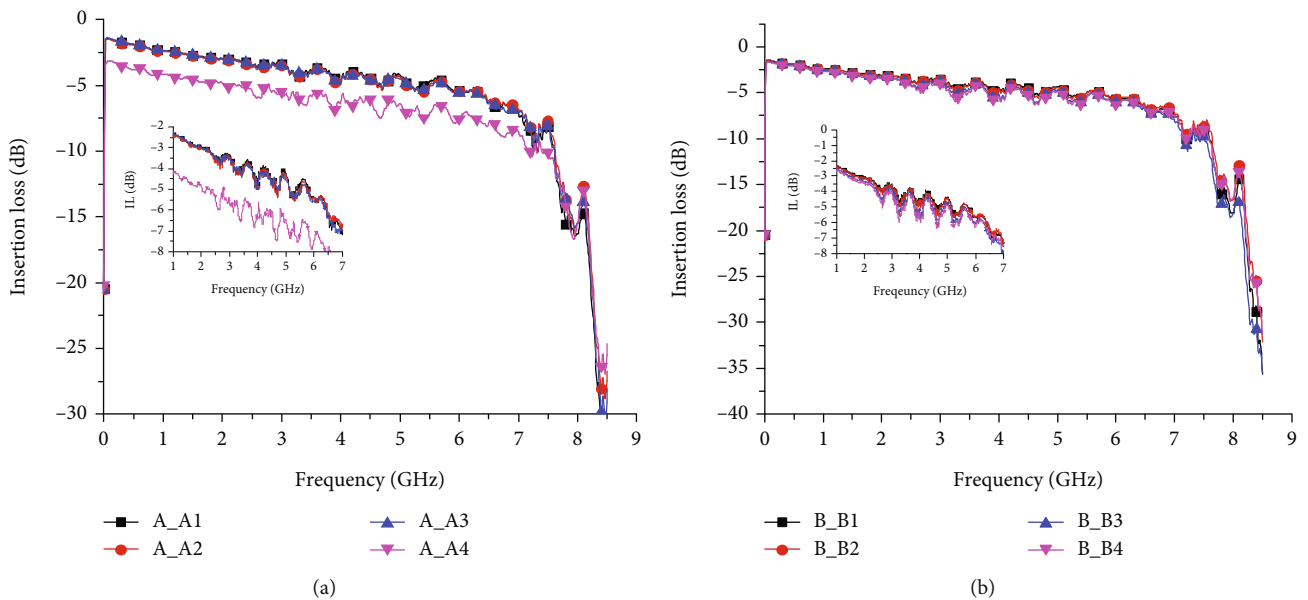 0
–5
–10
–15
–20
–25
–30
Insertion loss (dB)
0 1 2 3 4 5 6 7 8 9
Frequency (GHz)
–2
–3
–4
–5
–6
–7
–8
IL (dB)
1 2 3 4 5 6 7
Frequency (GHz)
A_A1
A_A2
A_A3
A_A4
(a)
0
–5
–10
–15
–20
–25
–30
–35
–40
Insertion loss (dB)
0 1 2 3 4 5 6 7 8 9
Frequency (GHz)
0
–1
–2
–3
–4
–5
–6
–7
–8
IL (dB)
1 2 3 4 5 6 7
Freqeuncy (GHz)
B_B1
B_B2
B_B3
B_B4
(b)